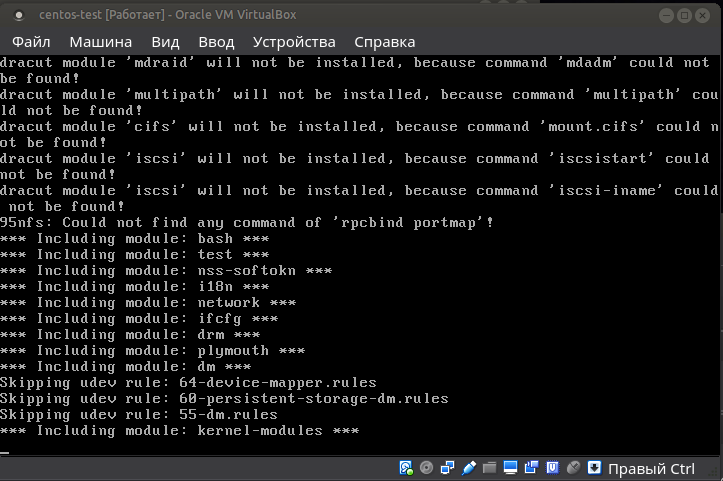 centos-test [Работает] - Oracle VM VirtualBox
Файл Машина Вид Ввод Устройства Справка
dracut module 'mdraid' will not be installed, because command 'mdadm' could not
be found!
dracut module 'multipath' will not be installed, because command 'multipath' cou
ld not be found!
dracut module 'cifs' will not be installed, because command 'mount.cifs' could n
ot be found!
dracut module 'iscsi' will not be installed, because command 'iscsistart' could
not be found!
dracut module 'iscsi' will not be installed, because command 'iscsi-iname' could
 not be found!
95nfs: Could not find any command of 'rpcbind portmap'!
*** Including module: bash ***
*** Including module: test ***
*** Including module: nss-softokn ***
*** Including module: i18n ***
*** Including module: network ***
*** Including module: ifcfg ***
*** Including module: drm ***
*** Including module: plymouth ***
*** Including module: dm ***
Skipping udev rule: 64-device-mapper.rules
Skipping udev rule: 60-persistent-storage-dm.rules
Skipping udev rule: 55-dm.rules
*** Including module: kernel-modules ***
_
Правый Ctrl